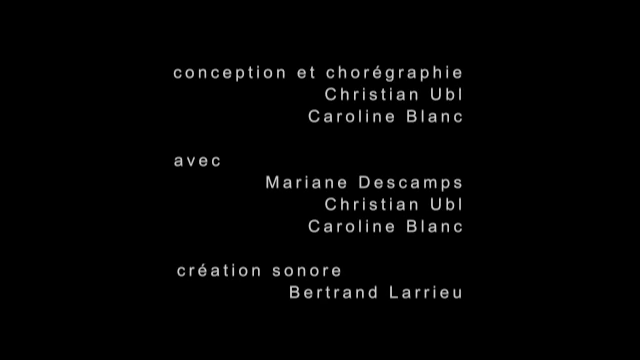 conception et chorégraphie
Christian Ubl
Caroline Blanc
avec
Mariane Descamps
Christian Ubl
Caroline Blanc
création sonore
Bertrand Larrieu